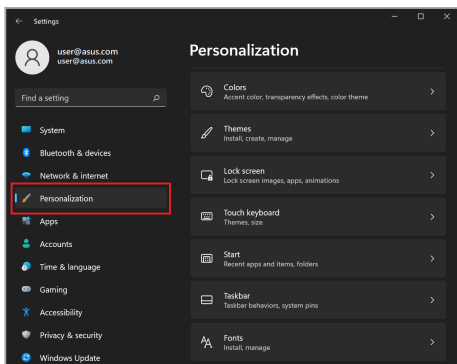 Settings
user@asus.com
user@asus.com
Find a setting
System
Bluetooth & devices
Network & internet
Personalization
Apps
Accounts
Time & language
Gaming
Accessibility
Privacy & security
Windows Update
Personalization
Colors
Accent color, transparency effects, color theme
Themes
Install, create, manage
Lock screen
Lock screen images, apps, animations
Touch keyboard
Themes, size
Start
Recent apps and items, folders
Taskbar
Taskbar behaviors, system pins
Fonts
Install, manage